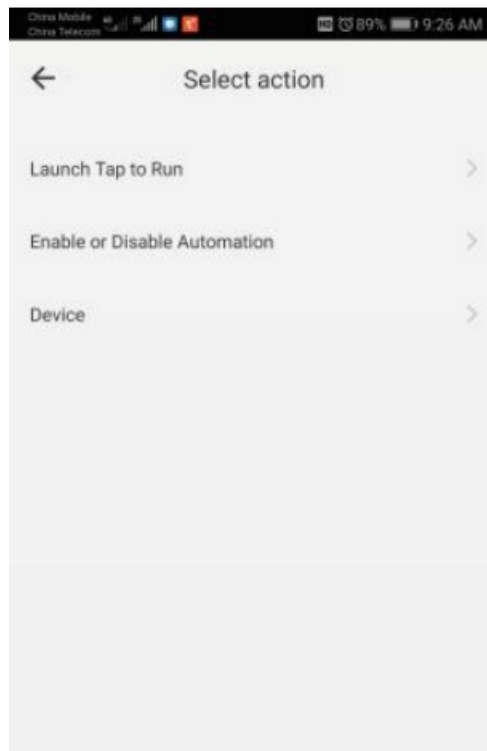 China Mobile
China Telecom
HD 89% 9:26 AM
Select action
Launch Tap to Run
Enable or Disable Automation
Device